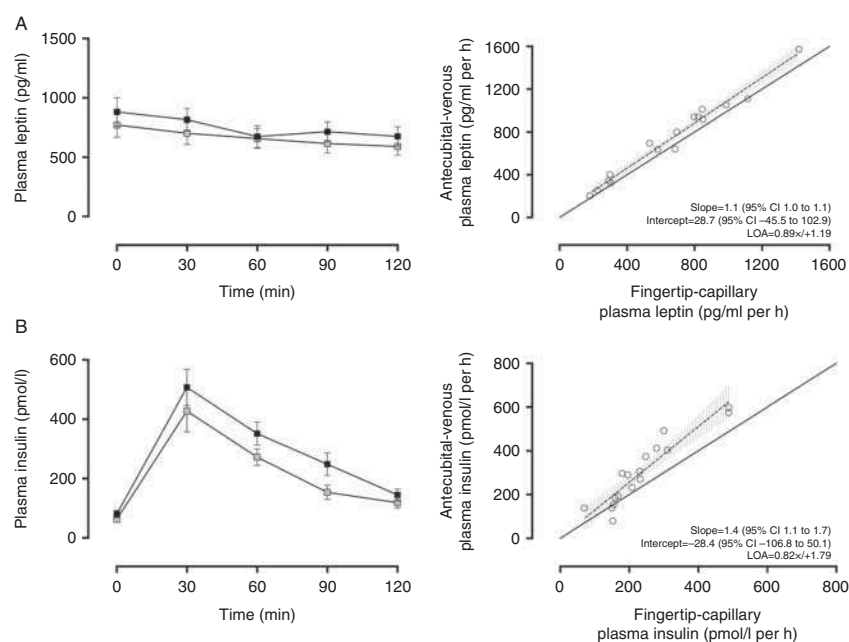 A
1500
1000
500
0
Plasma leptin (pg/ml)
0 30 60 90 120
Time (min)
1600
1200
800
400
0
Antecubital-venous
plasma leptin (pg/ml per h)
Slope=1.1 (95% CI 1.0 to 1.1)
Intercept=28.7 (95% CI –45.5 to 102.9)
LOA=0.89×/+1.19
0 400 800 1200 1600
Fingertip-capillary
plasma leptin (pg/ml per h)
B
600
400
200
0
Plasma insulin (pmol/l)
0 30 60 90 120
Time (min)
800
600
400
200
0
Antecubital-venous
plasma insulin (pmol/l per h)
Slope=1.4 (95% CI 1.1 to 1.7)
Intercept=–28.4 (95% CI –106.8 to 50.1)
LOA=0.82×/+1.79
0 200 400 600 800
Fingertip-capillary
plasma insulin (pmol/l per h)